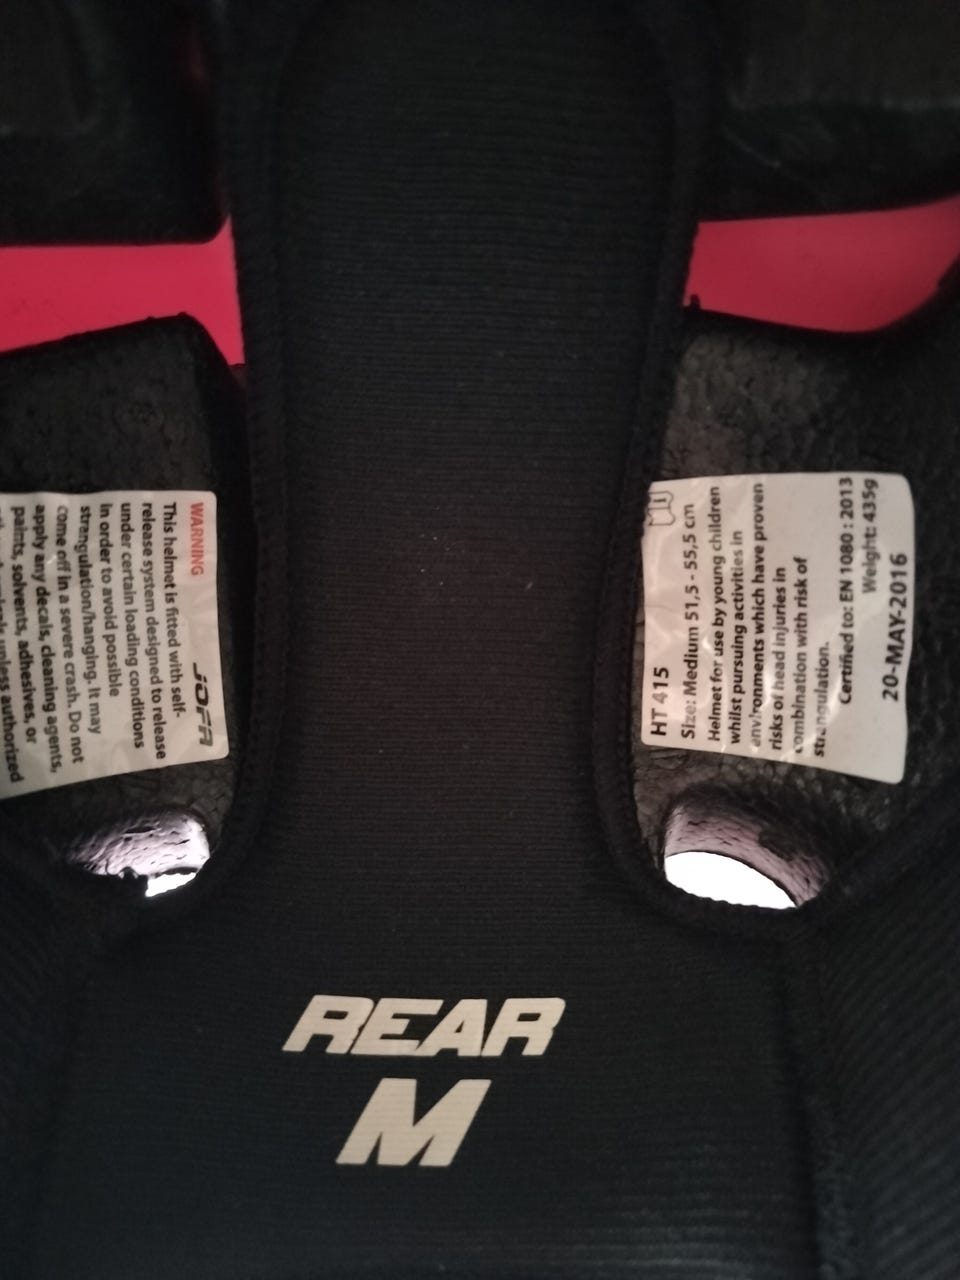 WARNING
JOFA
This helmet is fitted with self-
release system designed to release
under certain loading conditions
in order to avoid possible
strangulation/hanging. It may
come off in a severe crash. Do not
apply any decals, cleaning agents,
paints, solvents, adhesives, or
unless authorized
HT 415
Size: Medium 51,5 - 55,5 cm
Helmet for use by young children
whilst pursuing activities in
environments which have proven
risks of head injuries in
combination with risk of
strangulation.
Certified to: EN 1080 : 2013
Weight: 435g
20-MAY-2016
REAR
M